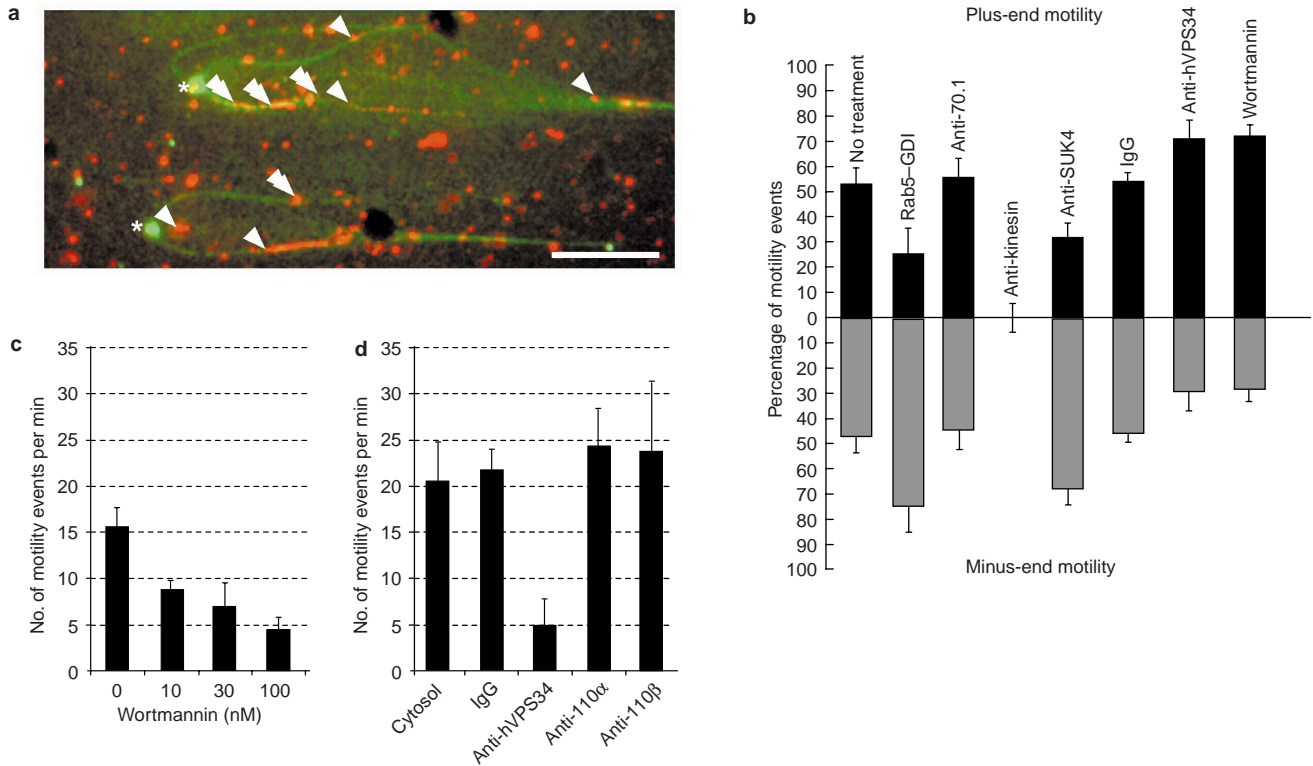 a
*
*
b
Plus-end motility
Percentage of motility events
100
90
80
70
60
50
40
30
20
10
0
10
20
30
40
50
60
70
80
90
100
No treatment
Rab5–GDI
Anti-70.1
Anti-kinesin
Anti-SUK4
IgG
Anti-hVPS34
Wortmannin
Minus-end motility
c
No. of motility events per min
35
30
25
20
15
10
5
0
0 10 30 100
Wortmannin (nM)
d
No. of motility events per min
35
30
25
20
15
10
5
0
Cytosol
IgG
Anti-hVPS34
Anti-110α
Anti-110β